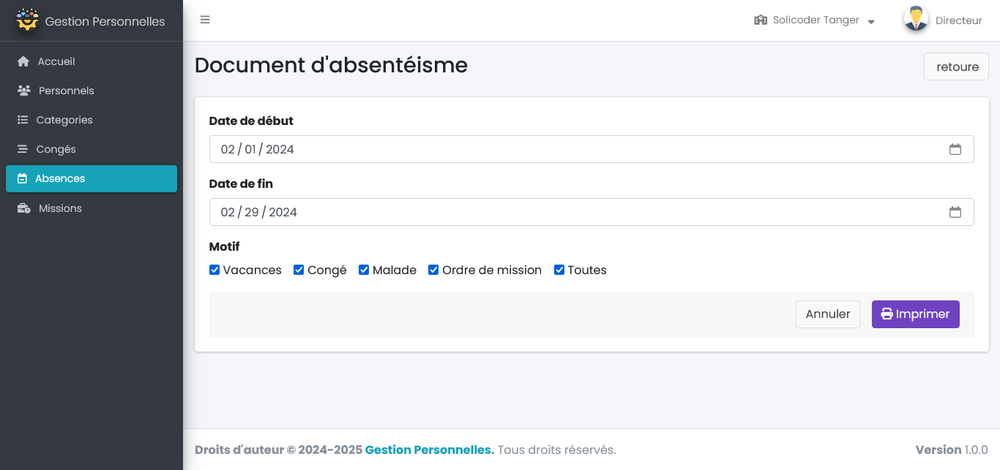 Gestion Personnelles
Solicoder Tanger
Directeur
Accueil
Personnels
Categories
Congés
Absences
Missions
Document d'absentéisme
retoure
Date de début
02 / 01 / 2024
Date de fin
02 / 29 / 2024
Motif
Vacances Congé Malade Ordre de mission Toutes
Annuler Imprimer
Droits d'auteur © 2024-2025 Gestion Personnelles. Tous droits réservés.
Version 1.0.0